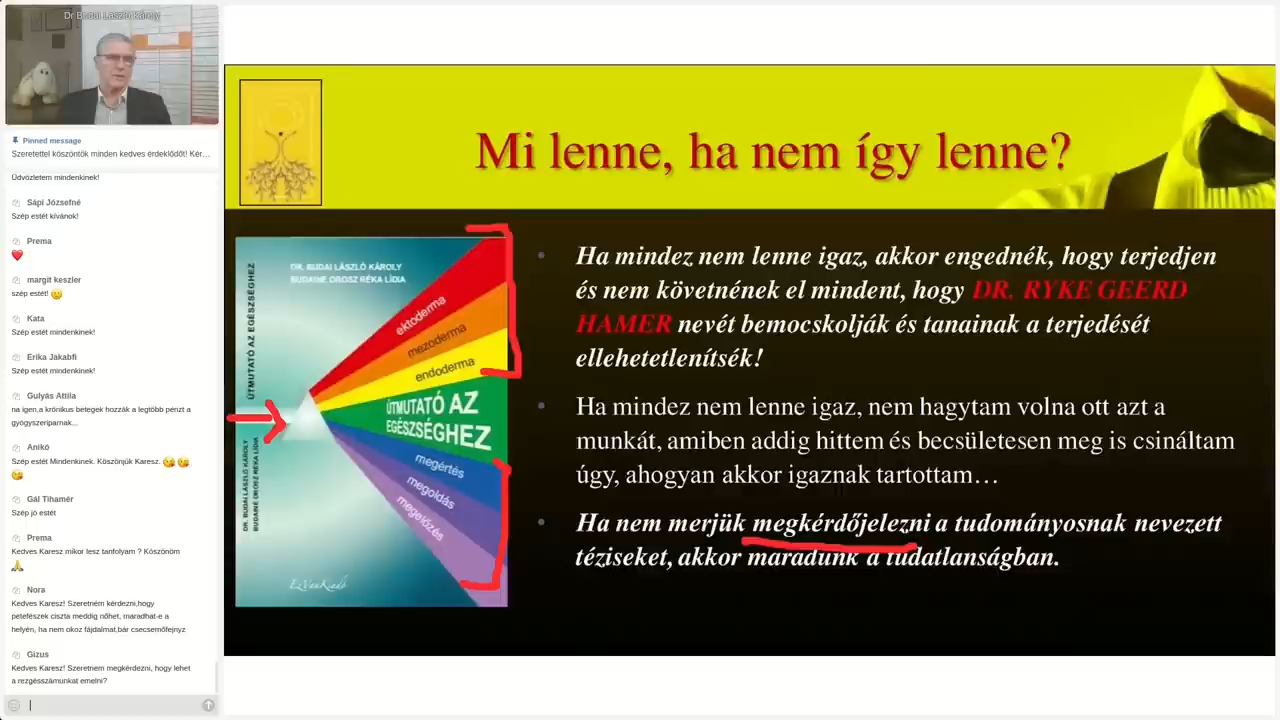 Dr Budai László Károly
Pinned message
Szeretettel köszöntök minden kedves érdeklődőt! Kér…
Üdvözletem mindenkinek!
Sápi Józsefné
Szép estét kívánok!
Prema
❤️
margit keszler
szép estét! 🙂
Kata
Szép estét mindenkinek!
Erika Jakabfi
Szép estét mindenkinek!
Gulyás Attila
na igen,a krónikus betegek hozzák a legtöbb pénzt a
gyógyszeriparnak...
Anikó
Szép estét Mindenkinek. Köszönjük Karesz. 😘 😘
😘
Gál Tihamér
Szép jó estét
Prema
Kedves Karesz mikor lesz tanfolyam ? Köszönöm
🙏
Nora
Kedves Karesz! Szeretném kérdezni,hogy
petefészek ciszta meddig nőhet, maradhat-e a
helyén, ha nem okoz fájdalmat,bár csecsemőfejnyz
Gizus
Kedves Karesz! Szeretnem megkérdezni, hogy lehet
a rezgésszámunkat emelni?
Mi lenne, ha nem így lenne?
ÚTMUTATÓ AZ EGÉSZSÉGHEZ
DR. BUDAI LÁSZLÓ KÁROLY
BUDAINÉ OROSZ RÉKA LÍDIA
DR. BUDAI LÁSZLÓ KÁROLY
BUDAINÉ OROSZ RÉKA LÍDIA
ektoderma
mezoderma
endoderma
ÚTMUTATÓ AZ
EGÉSZSÉGHEZ
megértés
megoldás
megelőzés
EzVanKiadó
• Ha mindez nem lenne igaz, akkor engednék, hogy terjedjen
és nem követnének el mindent, hogy DR. RYKE GEERD
HAMER nevét bemocskolják és tanainak a terjedését
ellehetetlenítsék!
• Ha mindez nem lenne igaz, nem hagytam volna ott azt a
munkát, amiben addig hittem és becsületesen meg is csináltam
úgy, ahogyan akkor igaznak tartottam…
• Ha nem merjük megkérdőjelezni a tudományosnak nevezett
téziseket, akkor maradunk a tudatlanságban.